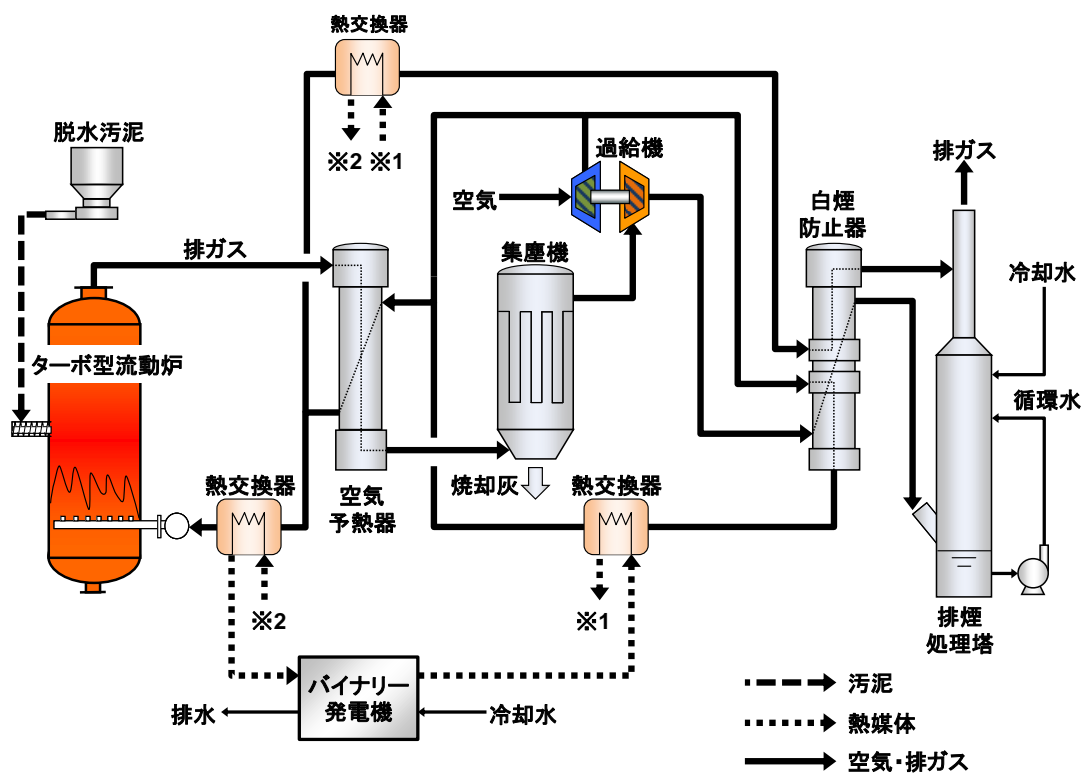 熱交換器
※2
※1
脱水汚泥
過給機
空気
排ガス
白煙
防止器
排ガス
集塵機
冷却水
ターボ型流動炉
循環水
熱交換器
空気
予熱器
焼却灰
熱交換器
※2
※1
排煙
処理塔
バイナリー
発電機
排水
冷却水
汚泥
熱媒体
空気・排ガス